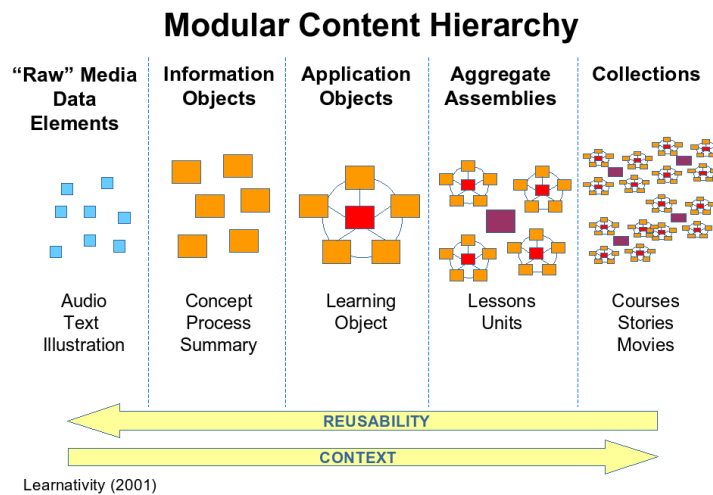 Modular Content Hierarchy
“Raw” Media
Data
Elements
Information
Objects
Application
Objects
Aggregate
Assemblies
Collections
Audio
Text
Illustration
Concept
Process
Summary
Learning
Object
Lessons
Units
Courses
Stories
Movies
REUSABILITY
CONTEXT
Learnativity (2001)